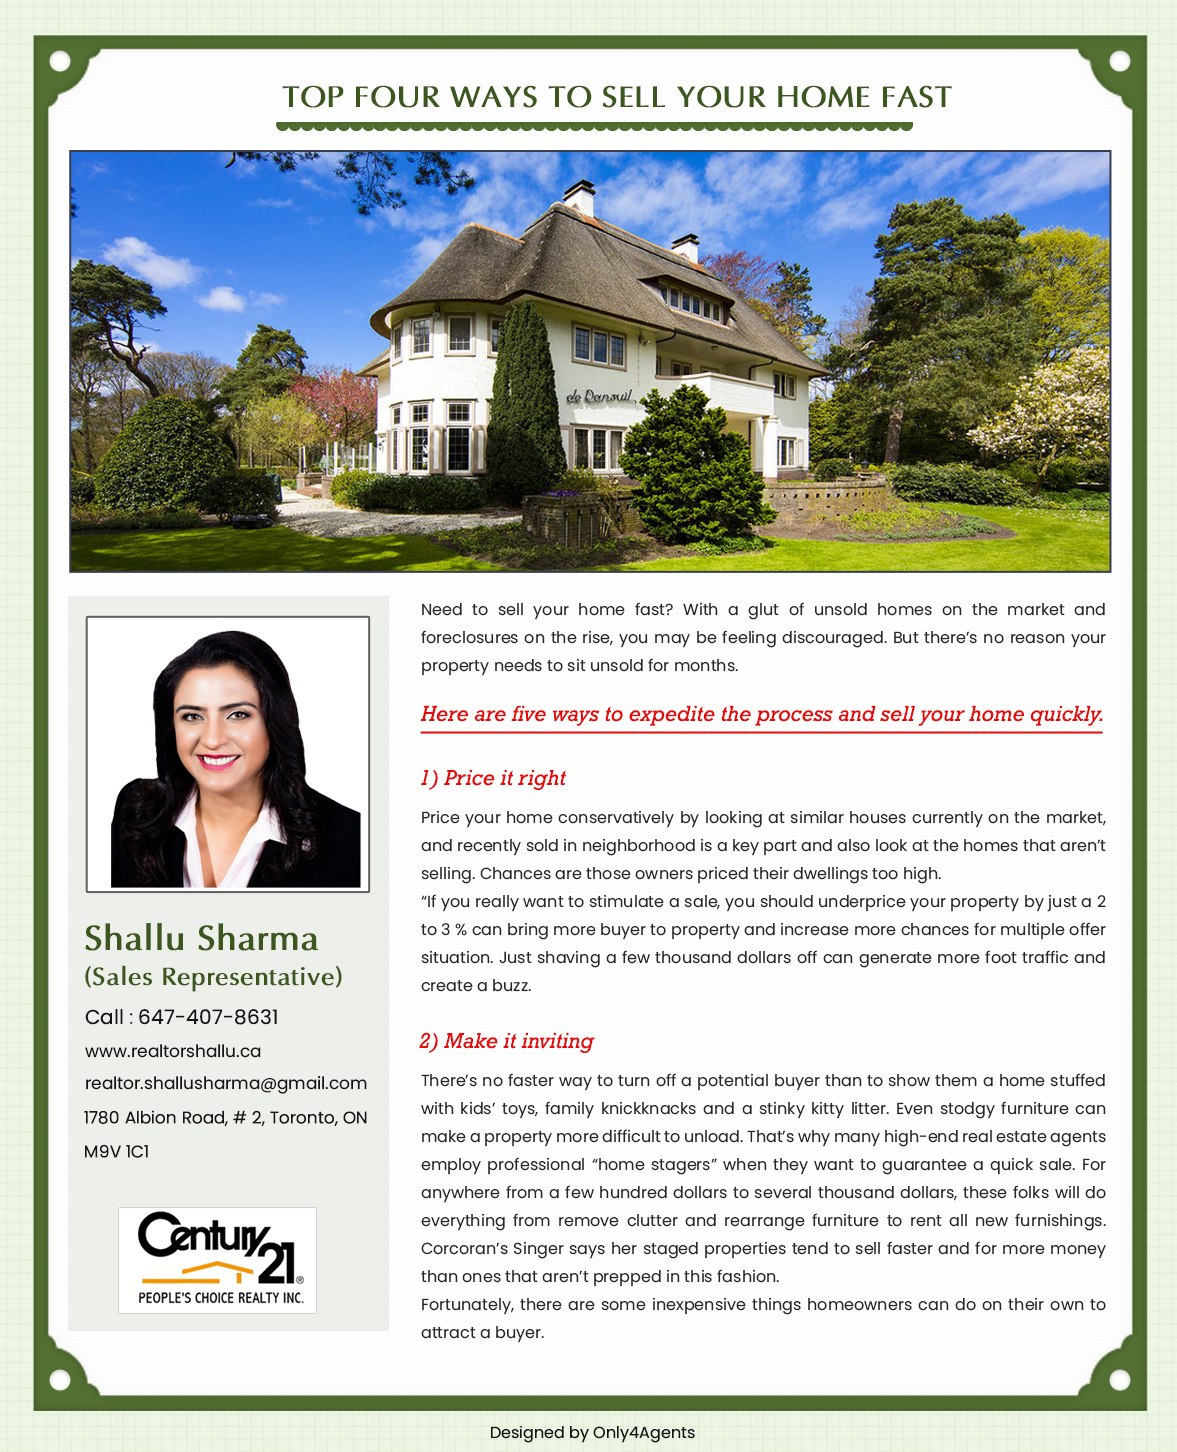 TOP FOUR WAYS TO SELL YOUR HOME FAST
de Danouil
Need to sell your home fast? With a glut of unsold homes on the market and
foreclosures on the rise, you may be feeling discouraged. But there’s no reason your
property needs to sit unsold for months.
Here are five ways to expedite the process and sell your home quickly.
1) Price it right
Price your home conservatively by looking at similar houses currently on the market,
and recently sold in neighborhood is a key part and also look at the homes that aren’t
selling. Chances are those owners priced their dwellings too high.
“If you really want to stimulate a sale, you should underprice your property by just a 2
to 3 % can bring more buyer to property and increase more chances for multiple offer
situation. Just shaving a few thousand dollars off can generate more foot traffic and
create a buzz.
2) Make it inviting
There’s no faster way to turn off a potential buyer than to show them a home stuffed
with kids’ toys, family knickknacks and a stinky kitty litter. Even stodgy furniture can
make a property more difficult to unload. That’s why many high-end real estate agents
employ professional “home stagers” when they want to guarantee a quick sale. For
anywhere from a few hundred dollars to several thousand dollars, these folks will do
everything from remove clutter and rearrange furniture to rent all new furnishings.
Corcoran’s Singer says her staged properties tend to sell faster and for more money
than ones that aren’t prepped in this fashion.
Fortunately, there are some inexpensive things homeowners can do on their own to
attract a buyer.
Shallu Sharma
(Sales Representative)
Call : 647-407-8631
www.realtorshallu.ca
realtor.shallusharma@gmail.com
1780 Albion Road, # 2, Toronto, ON
M9V 1C1
Century 21®
PEOPLE'S CHOICE REALTY INC.
Designed by Only4Agents